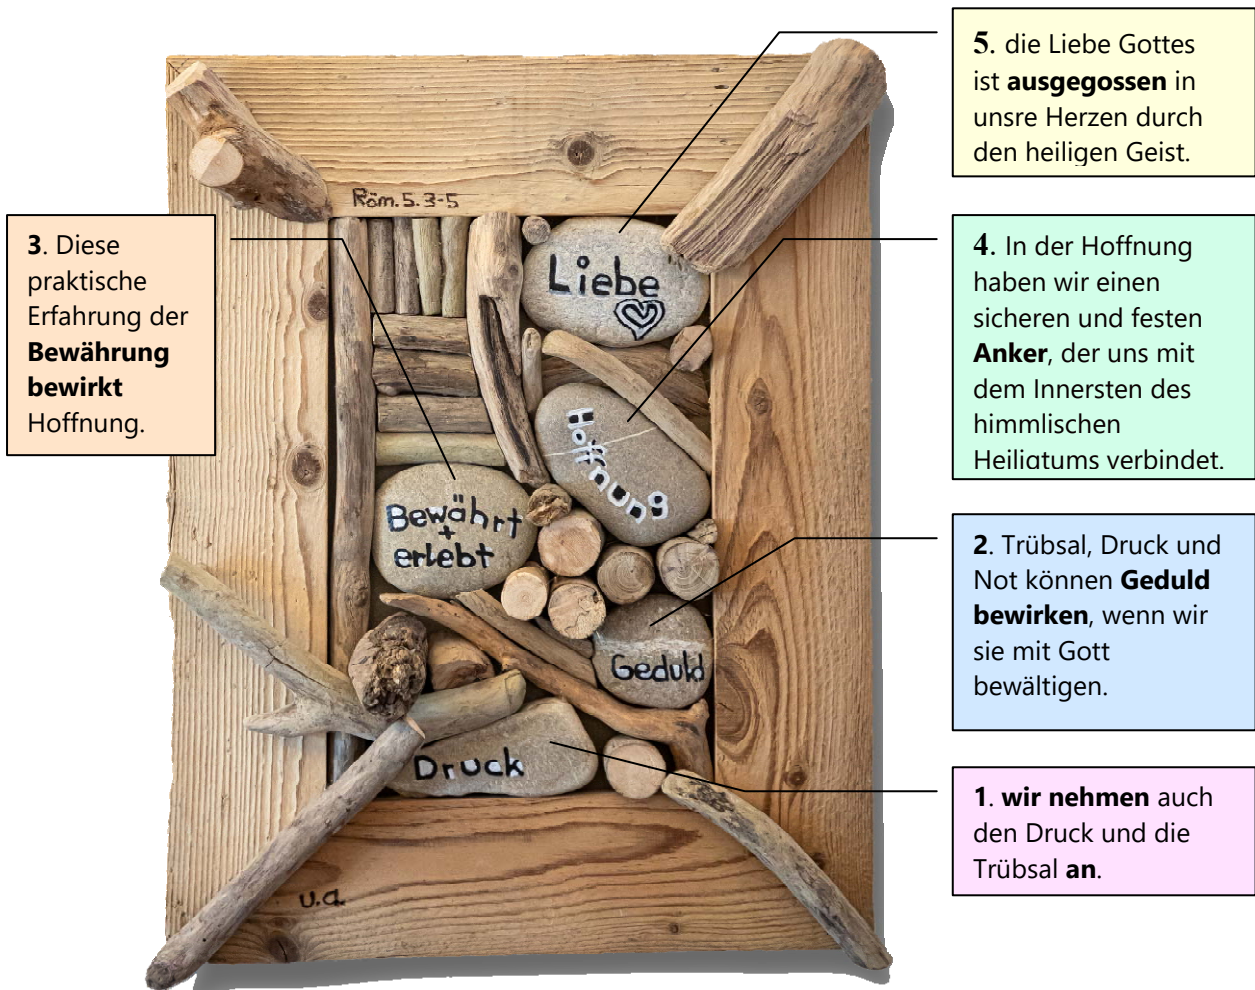 5. die Liebe Gottes
ist ausgegossen in
unsre Herzen durch
den heiligen Geist.
Röm. 5. 3-5
3. Diese
praktische
Erfahrung der
Bewährung
bewirkt
Hoffnung.
4. In der Hoffnung
haben wir einen
sicheren und festen
Anker, der uns mit
dem Innersten des
himmlischen
Heiligtums verbindet.
Liebe
Hoffnung
Bewährt
+
erlebt
2. Trübsal, Druck und
Not können Geduld
bewirken, wenn wir
sie mit Gott
bewältigen.
Geduld
Druck
1. wir nehmen auch
den Druck und die
Trübsal an.
u.a.